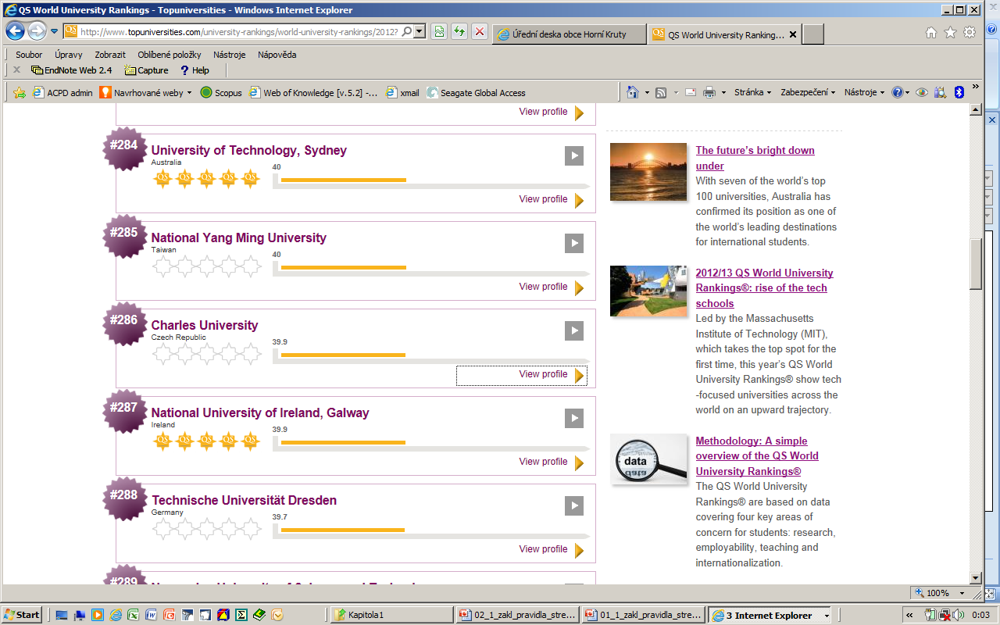 QS World University Rankings - Topuniversities - Windows Internet Explorer
http://www.topuniversities.com/university-rankings/world-university-rankings/2012?
Úřední deska obce Horní Kruty
QS World University Ranking...
Soubor Úpravy Zobrazit Oblíbené položky Nástroje Nápověda
EndNote Web 2.4 Capture Help
ACPD admin Navrhované weby Scopus Web of Knowledge [v.5.2] -... xmail Seagate Global Access
Stránka Zabezpečení Nástroje
View profile
#284
University of Technology, Sydney
Australia
40
View profile
#285
National Yang Ming University
Taiwan
40
View profile
#286
Charles University
Czech Republic
39.9
View profile
#287
National University of Ireland, Galway
Ireland
39.9
View profile
#288
Technische Universität Dresden
Germany
39.7
View profile
#289
The future's bright down
under
With seven of the world's top
100 universities, Australia has
confirmed its position as one of
the world's leading destinations
for international students.
2012/13 QS World University
Rankings®: rise of the tech
schools
Led by the Massachusetts
Institute of Technology (MIT),
which takes the top spot for the
first time, this year's QS World
University Rankings® show tech
-focused universities across the
world on an upward trajectory.
data
Methodology: A simple
overview of the QS World
University Rankings®
The QS World University
Rankings® are based on data
covering four key areas of
concern for students: research,
employability, teaching and
internationalization.
100%
Start Kapitola1 02_1_zakl_pravidla_stre... 01_1_zakl_pravidla_stre... 3 Internet Explorer 0:03